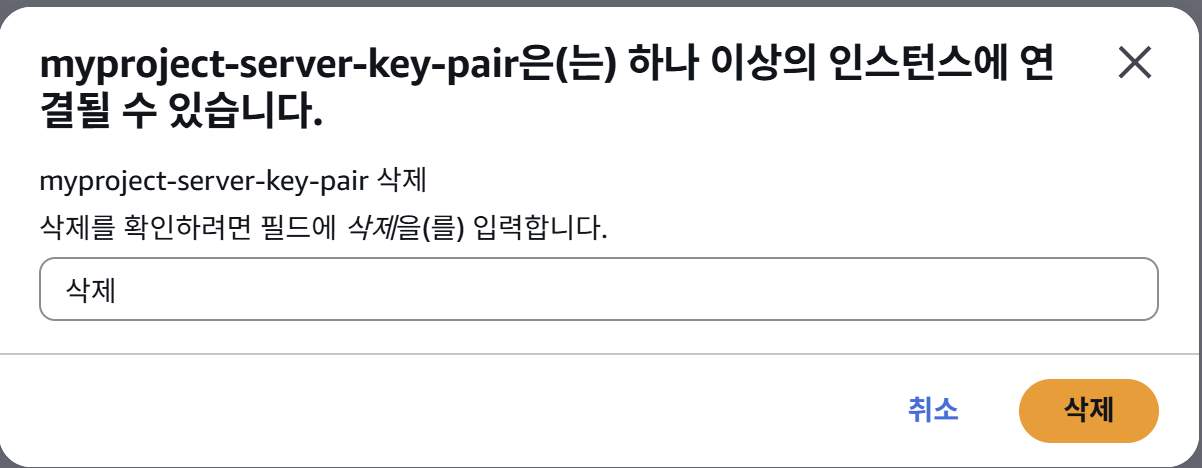 myproject-server-key-pair은(는) 하나 이상의 인스턴스에 연
결될 수 있습니다.
myproject-server-key-pair 삭제
삭제를 확인하려면 필드에 삭제을(를) 입력합니다.
삭제
취소
삭제